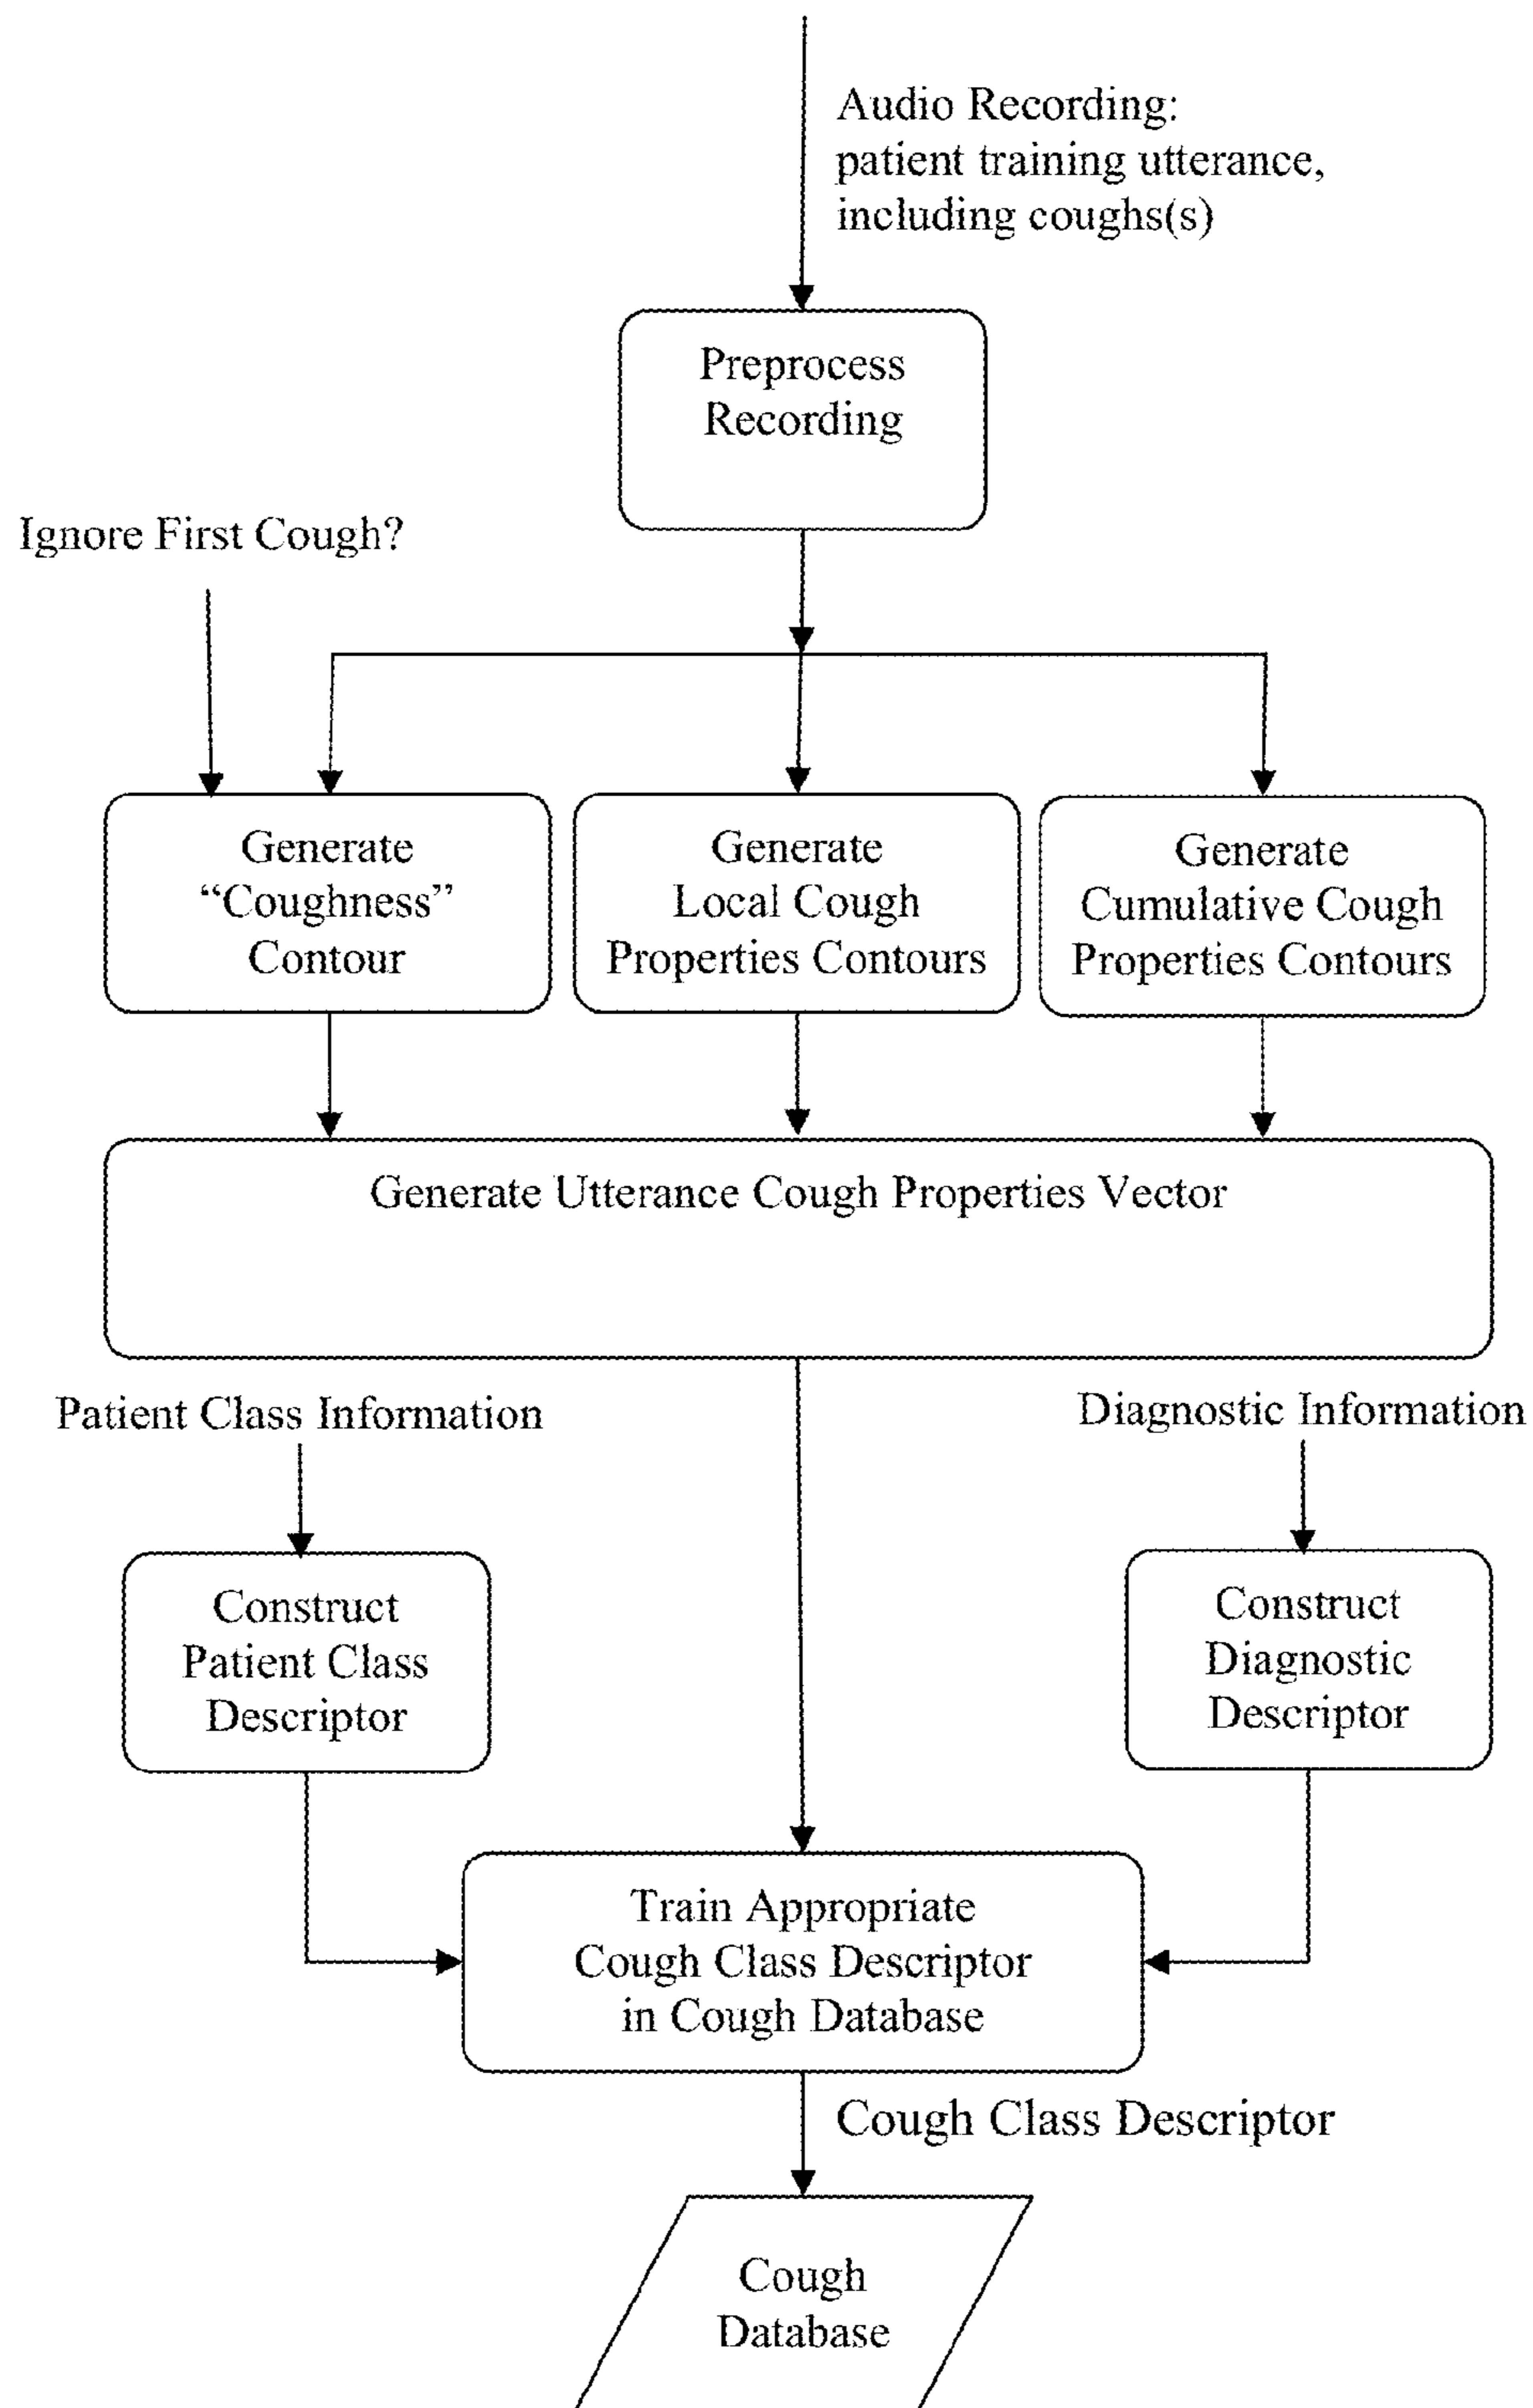 Audio Recording:
patient training utterance,
including coughs(s)
Preprocess
Recording
Ignore First Cough?
Generate
“Coughness”
Contour
Generate
Local Cough
Properties Contours
Generate
Cumulative Cough
Properties Contours
Generate Utterance Cough Properties Vector
Patient Class Information
Diagnostic Information
Construct
Patient Class
Descriptor
Construct
Diagnostic
Descriptor
Train Appropriate
Cough Class Descriptor
in Cough Database
Cough Class Descriptor
Cough
Database